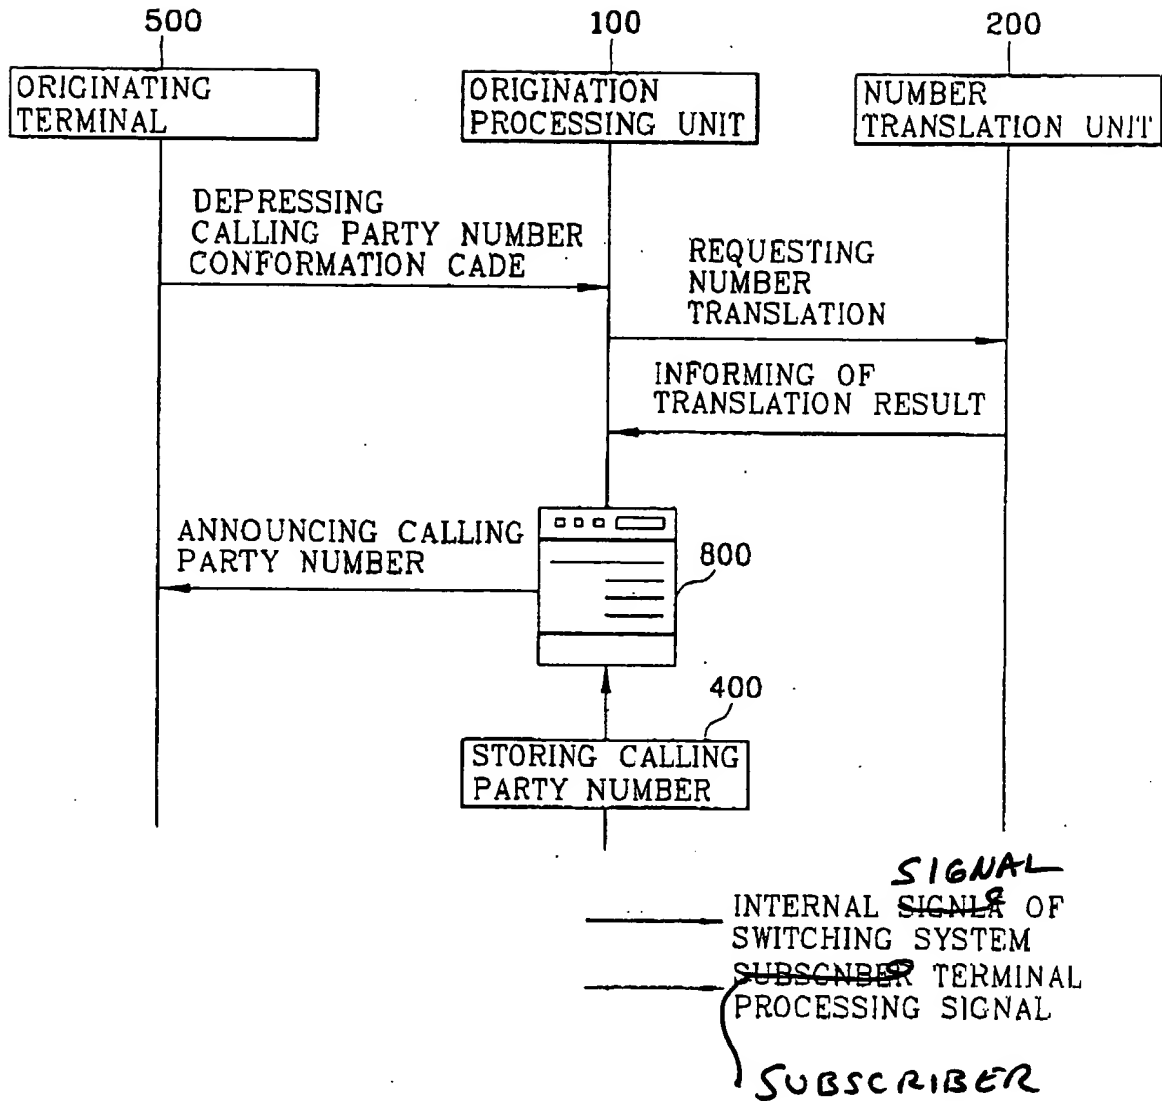 500
100
200
ORIGINATING
TERMINAL
ORIGINATION
PROCESSING UNIT
NUMBER
TRANSLATION UNIT
DEPRESSING
CALLING PARTY NUMBER
CONFORMATION CADE
REQUESTING
NUMBER
TRANSLATION
INFORMING OF
TRANSLATION RESULT
ANNOUNCING CALLING
PARTY NUMBER
800
400
STORING CALLING
PARTY NUMBER
SIGNAL
INTERNAL SIGNLA OF
SWITCHING SYSTEM
SUBSCNBER TERMINAL
PROCESSING SIGNAL
SUBSCRIBER